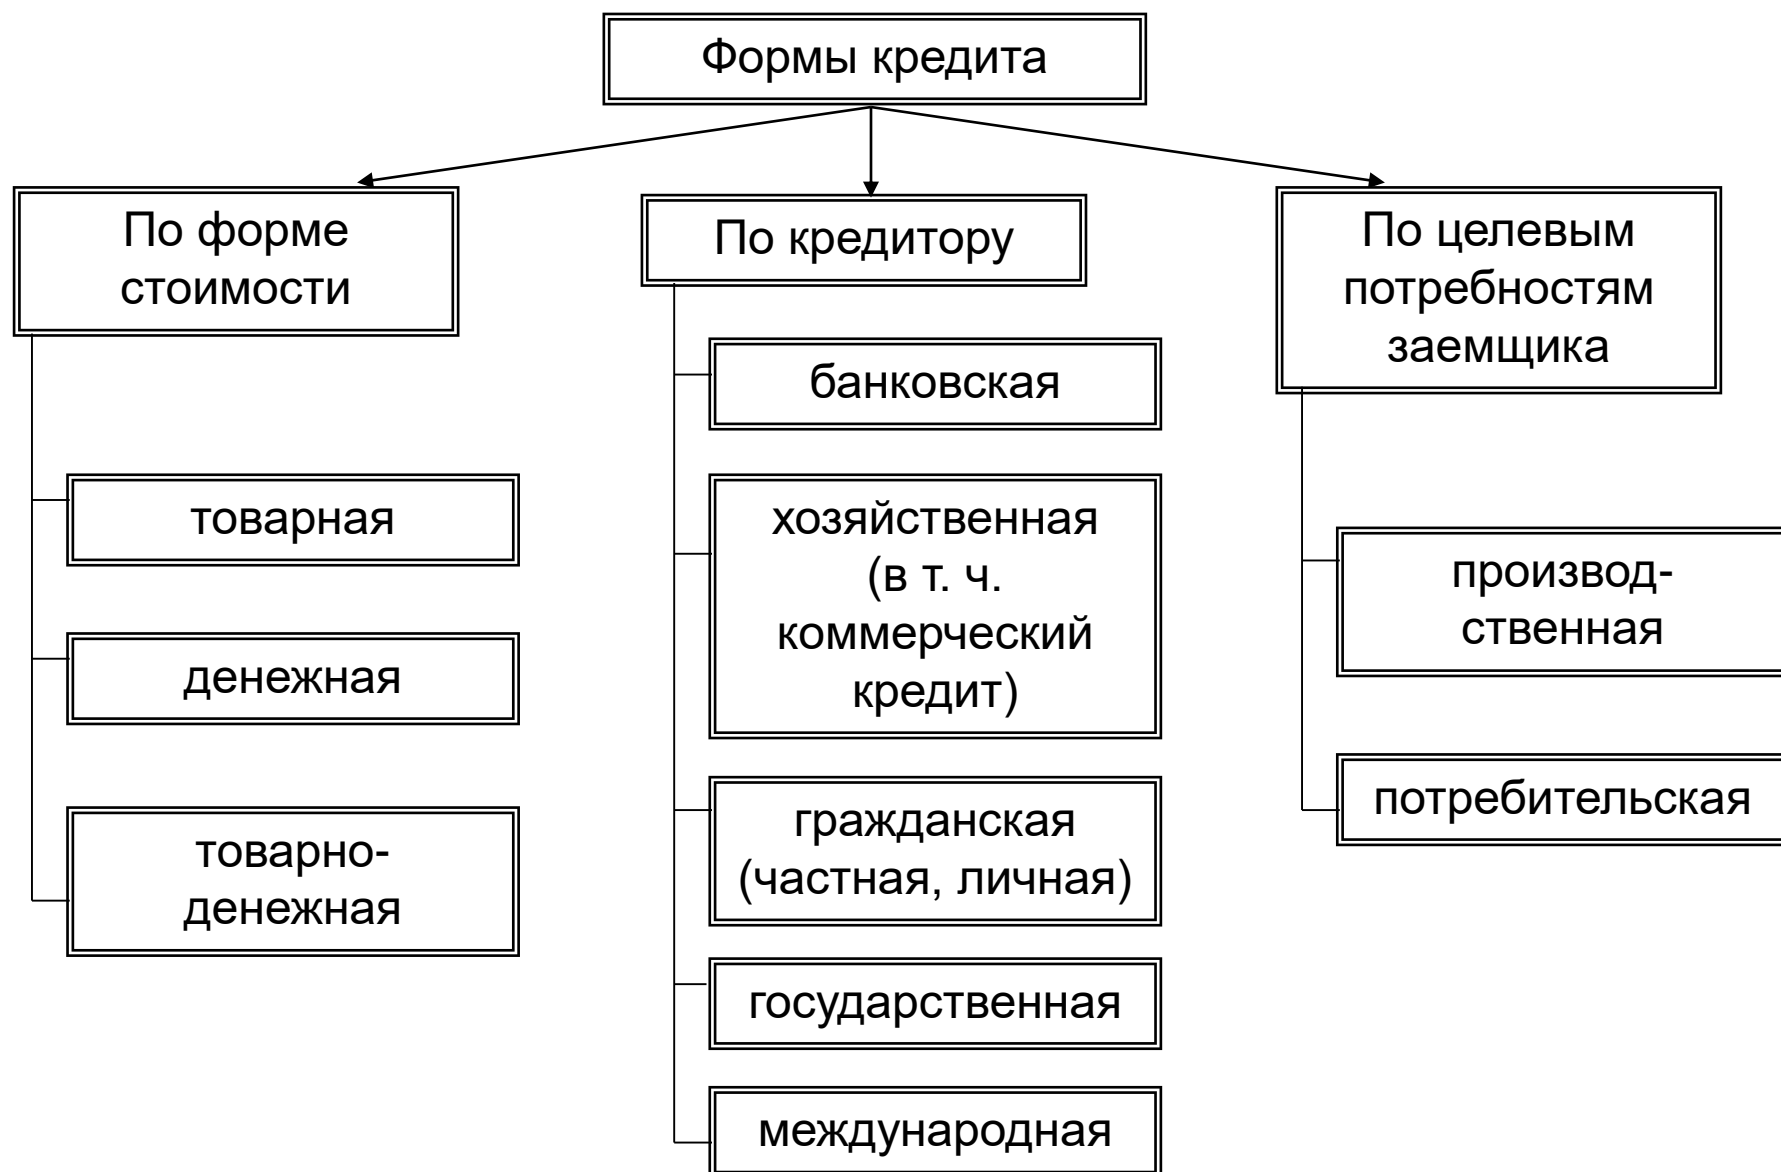 Формы кредита
По форме
стоимости
товарная
денежная
товарно-
денежная
По кредитору
банковская
хозяйственная
(в т. ч.
коммерческий
кредит)
гражданская
(частная, личная)
государственная
международная
По целевым
потребностям
заемщика
производ-
ственная
потребительская